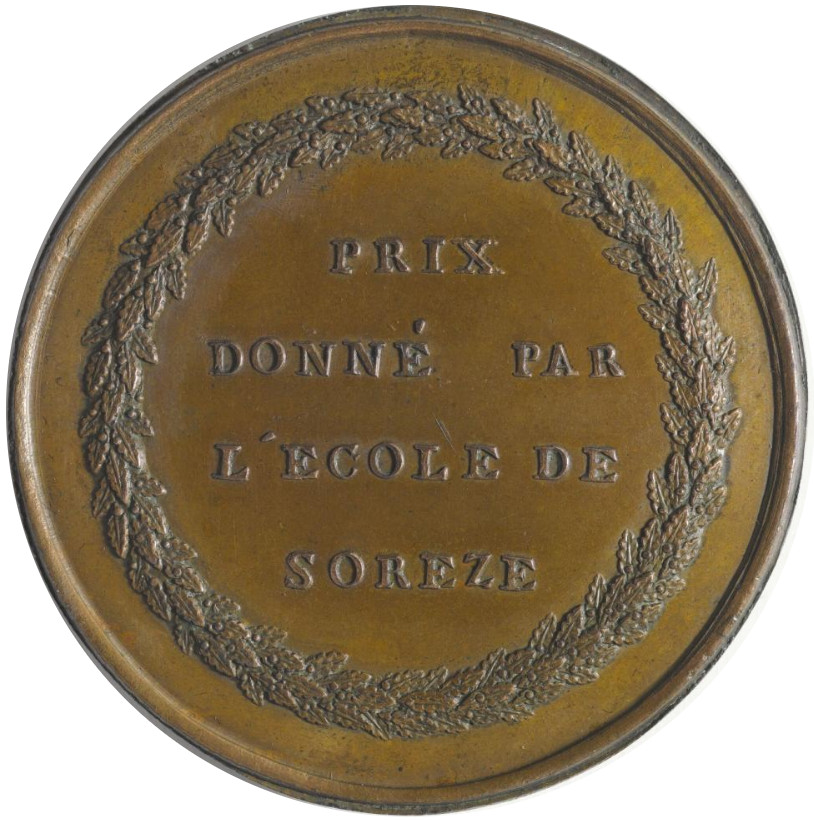 PRIX
DONNÉ PAR
L'ECOLE DE
SOREZE